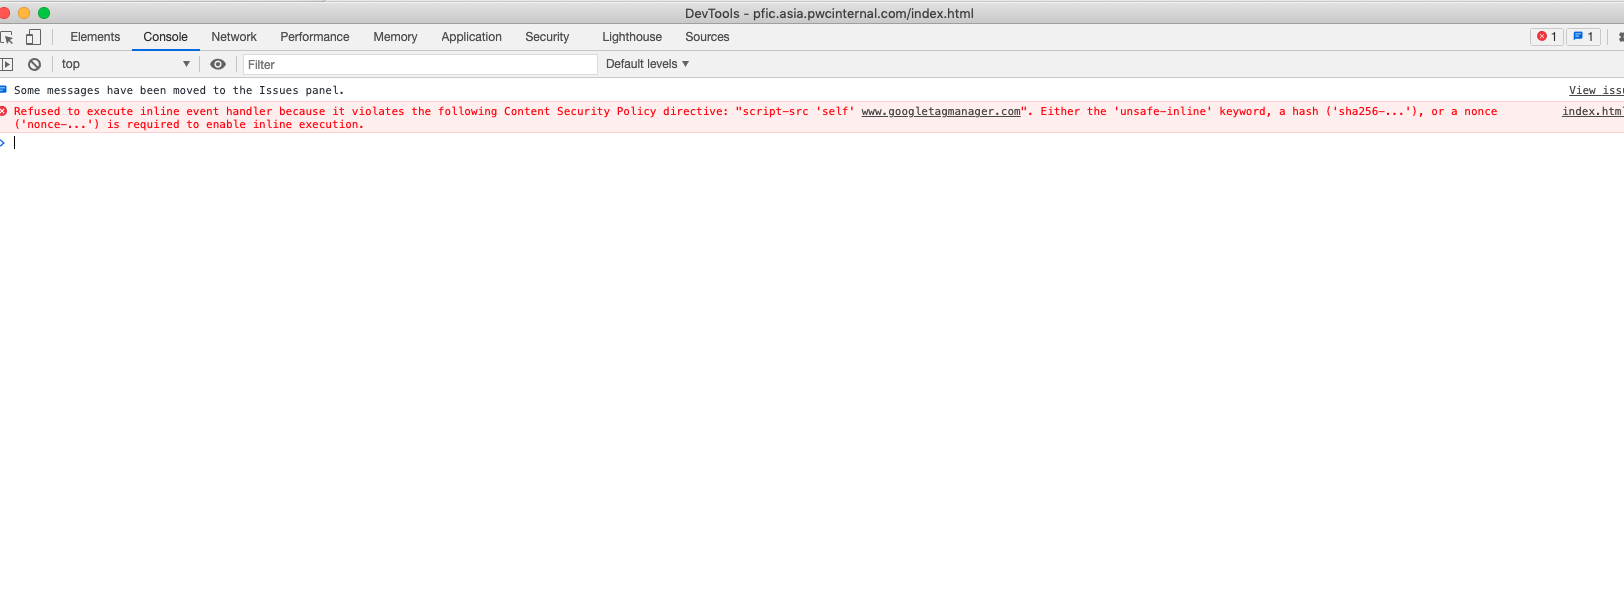 DevTools - pfic.asia.pwcinternal.com/index.html
Elements Console Network Performance Memory Application Security Lighthouse Sources 1 1
top Filter Default levels
Some messages have been moved to the Issues panel. View issu
Refused to execute inline event handler because it violates the following Content Security Policy directive: "script-src 'self' www.googletagmanager.com". Either the 'unsafe-inline' keyword, a hash ('sha256-...'), or a nonce index.html
('nonce-...') is required to enable inline execution.